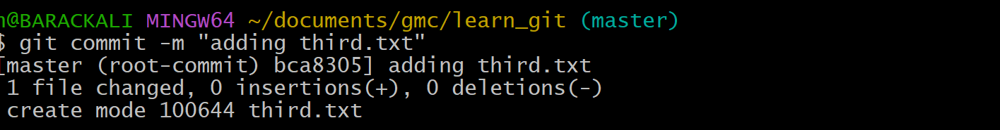 n@BARACKALI MINGW64 ~/documents/gmc/learn_git (master)
$ git commit -m "adding third.txt"
[master (root-commit) bca8305] adding third.txt
1 file changed, 0 insertions(+), 0 deletions(-)
create mode 100644 third.txt